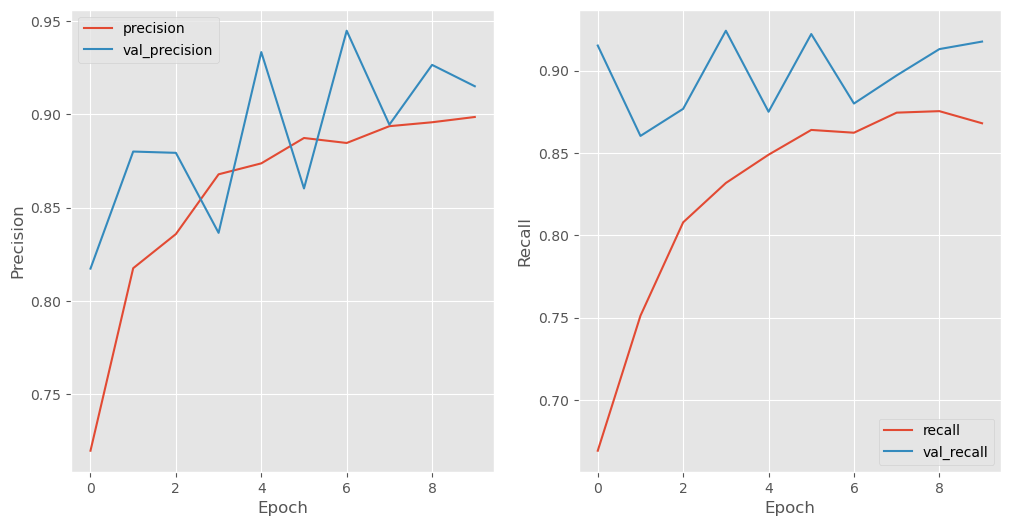 precision
val_precision
0.95
0.90
0.85
0.80
0.75
Precision
0 2 4 6 8
Epoch
0.90
0.85
0.80
0.75
0.70
Recall
recall
val_recall
0 2 4 6 8
Epoch